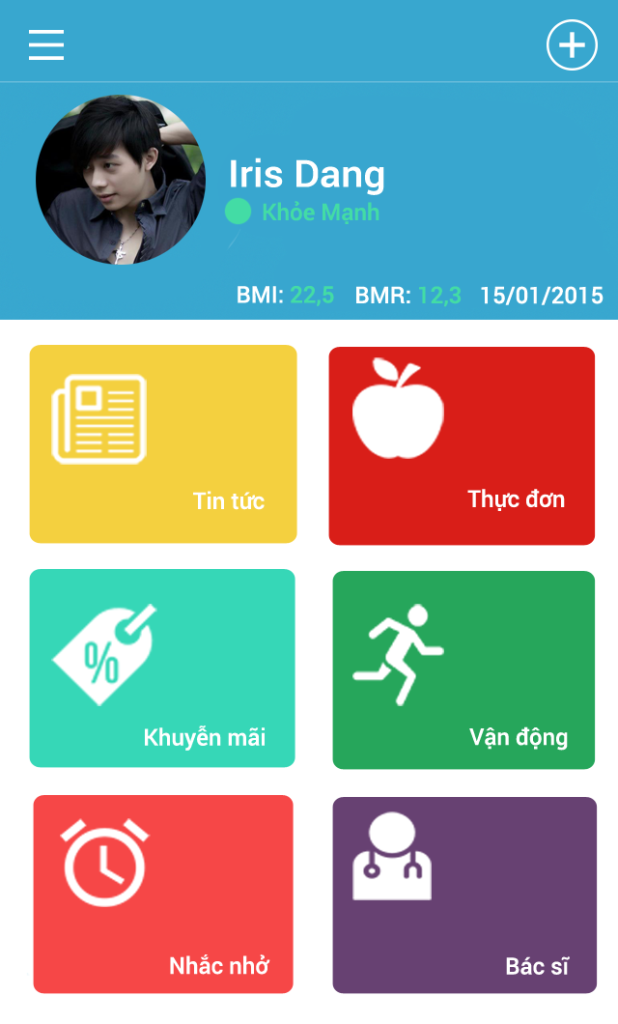 Iris Dang
Khỏe Mạnh
BMI: 22,5 BMR: 12,3 15/01/2015
Tin tức
Thực đơn
%
Khuyễn mãi
Vận động
Nhắc nhở
Bác sĩ